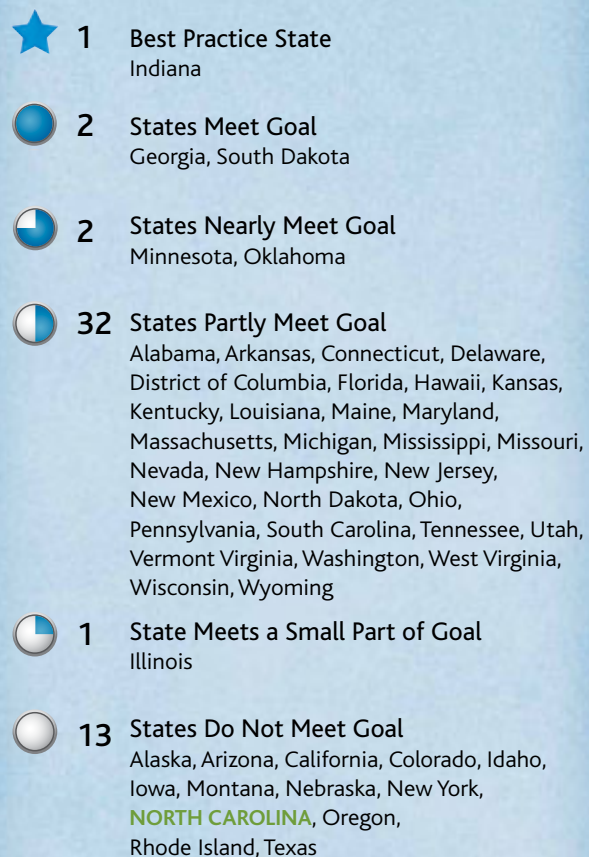 1 Best Practice State
Indiana
2 States Meet Goal
Georgia, South Dakota
2 States Nearly Meet Goal
Minnesota, Oklahoma
32 States Partly Meet Goal
Alabama, Arkansas, Connecticut, Delaware,
District of Columbia, Florida, Hawaii, Kansas,
Kentucky, Louisiana, Maine, Maryland,
Massachusetts, Michigan, Mississippi, Missouri,
Nevada, New Hampshire, New Jersey,
New Mexico, North Dakota, Ohio,
Pennsylvania, South Carolina, Tennessee, Utah,
Vermont Virginia, Washington, West Virginia,
Wisconsin, Wyoming
1 State Meets a Small Part of Goal
Illinois
13 States Do Not Meet Goal
Alaska, Arizona, California, Colorado, Idaho,
Iowa, Montana, Nebraska, New York,
NORTH CAROLINA, Oregon,
Rhode Island, Texas